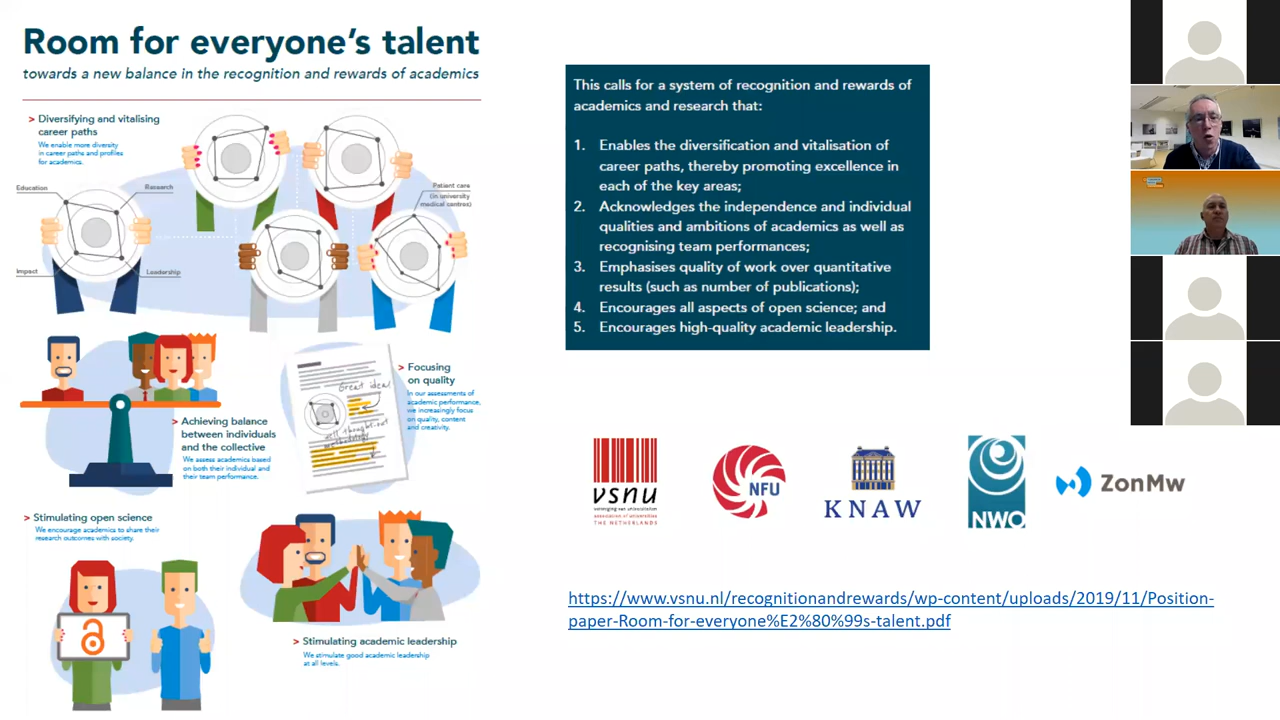 Room for everyone's talent
towards a new balance in the recognition and rewards of academics
> Diversifying and vitalising
career paths
We enable more diversity
in career paths and profiles
for academics.
Education
Research
Impact
Leadership
Patient care
(in university
medical centres)
> Achieving balance
between individuals
and the collective
We assess academics based
on both their individual and
their team performance.
Great idea!
well thought-out
methodology
> Focusing
on quality
In our assessments of
academic performance,
we increasingly focus
on quality, content
and creativity.
> Stimulating open science
We encourage academics to share their
research outcomes with society.
> Stimulating academic leadership
We stimulate good academic leadership
at all levels.
This calls for a system of recognition and rewards of
academics and research that:
1. Enables the diversification and vitalisation of
career paths, thereby promoting excellence in
each of the key areas;
2. Acknowledges the independence and individual
qualities and ambitions of academics as well as
recognising team performances;
3. Emphasises quality of work over quantitative
results (such as number of publications);
4. Encourages all aspects of open science; and
5. Encourages high-quality academic leadership.
vsnu
vereniging van universiteiten
association of universities
THE NETHERLANDS
NFU
KNAW
NWO
ZonMw
https://www.vsnu.nl/recognitionandrewards/wp-content/uploads/2019/11/Position-
paper-Room-for-everyone%E2%80%99s-talent.pdf